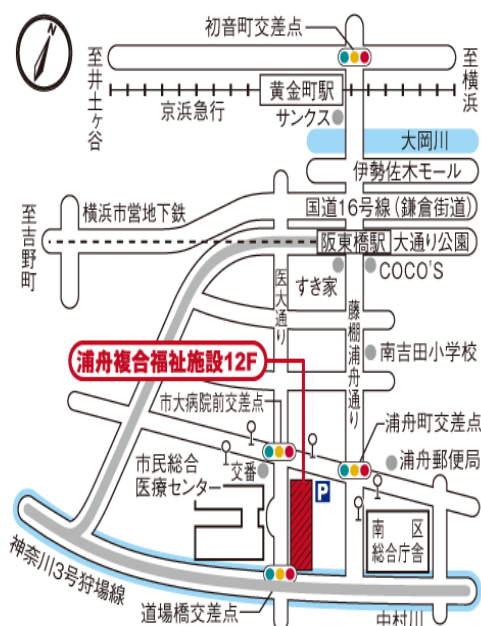 N
初音町交差点
至井土ヶ谷
至横浜
黄金町駅
京浜急行
サンクス
大岡川
伊勢佐木モール
至吉野町
横浜市営地下鉄
国道16号線(鎌倉街道)
阪東橋駅
大通り公園
すき家
COCO'S
医大通り
藤棚浦舟通り
南吉田小学校
浦舟複合福祉施設12F
市大病院前交差点
浦舟町交差点
市民総合
医療センター
交番
浦舟郵便局
P
南区
総合庁舎
神奈川3号狩場線
道場橋交差点
中村川